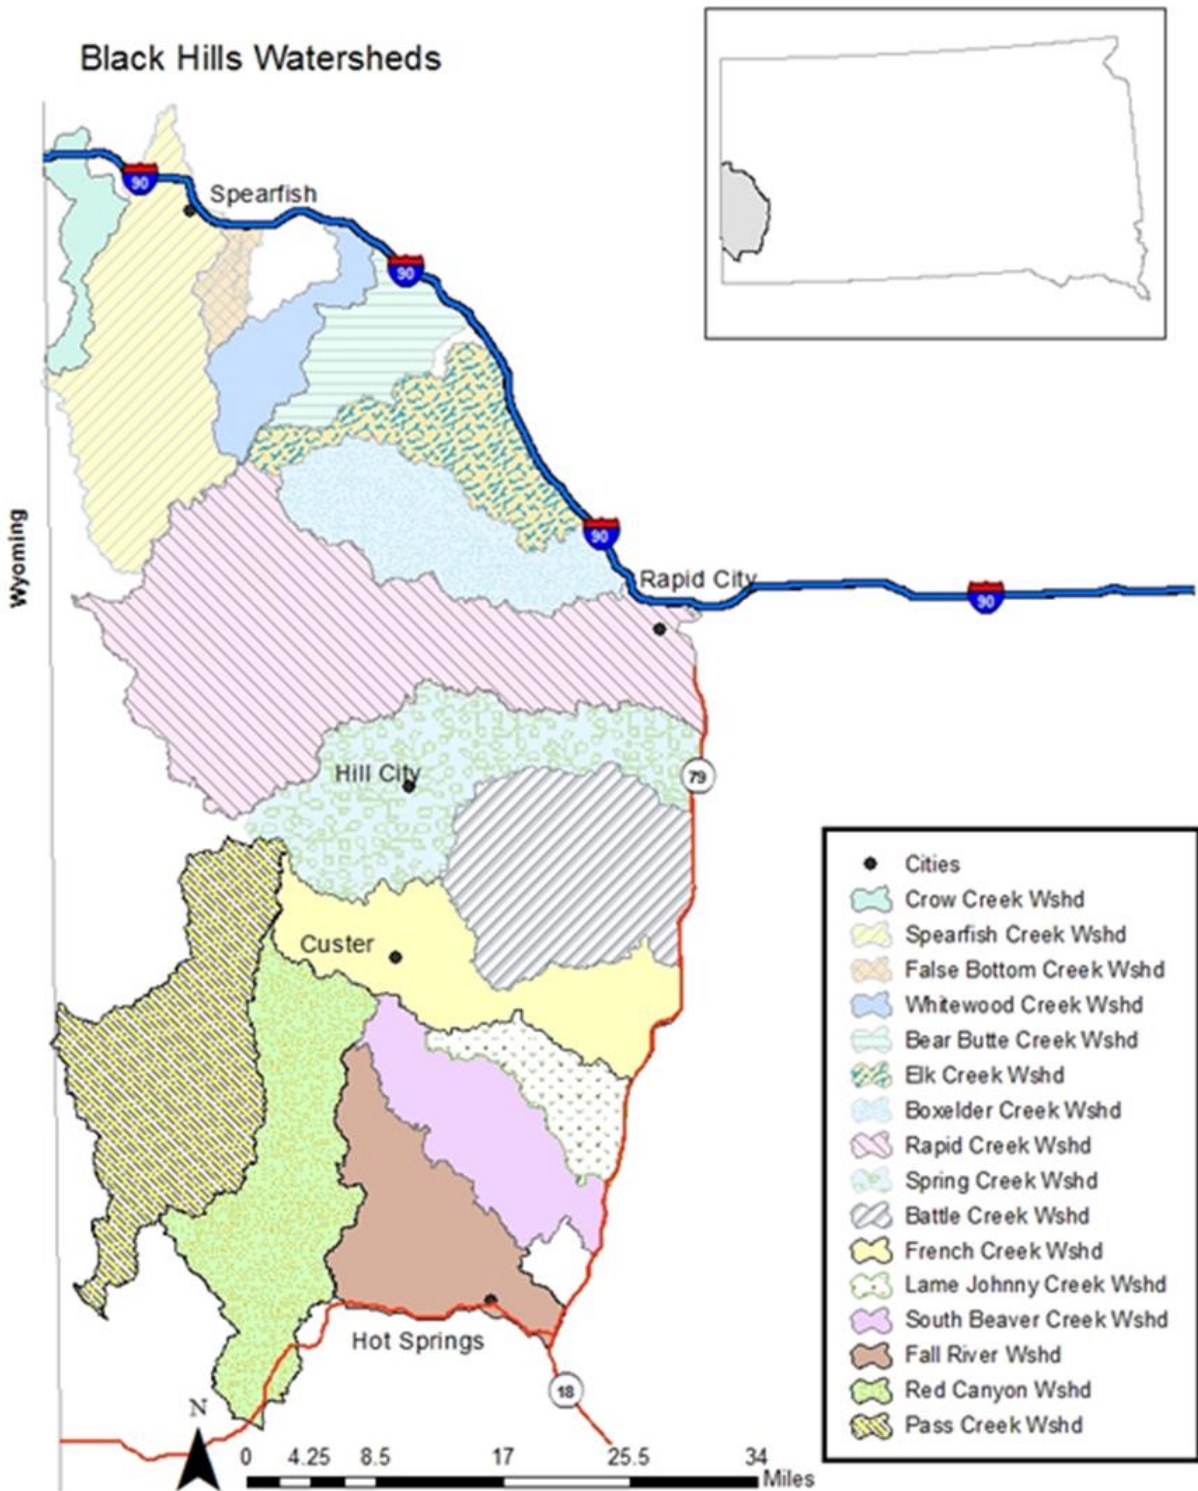 Black Hills Watersheds
90
Spearfish
90
Wyoming
90
Rapid City
90
Hill City
79
Custer
Hot Springs
18
N
0 4.25 8.5 17 25.5 34
Miles
Cities
Crow Creek Wshd
Spearfish Creek Wshd
False Bottom Creek Wshd
Whitewood Creek Wshd
Bear Butte Creek Wshd
Elk Creek Wshd
Boxelder Creek Wshd
Rapid Creek Wshd
Spring Creek Wshd
Battle Creek Wshd
French Creek Wshd
Lame Johnny Creek Wshd
South Beaver Creek Wshd
Fall River Wshd
Red Canyon Wshd
Pass Creek Wshd